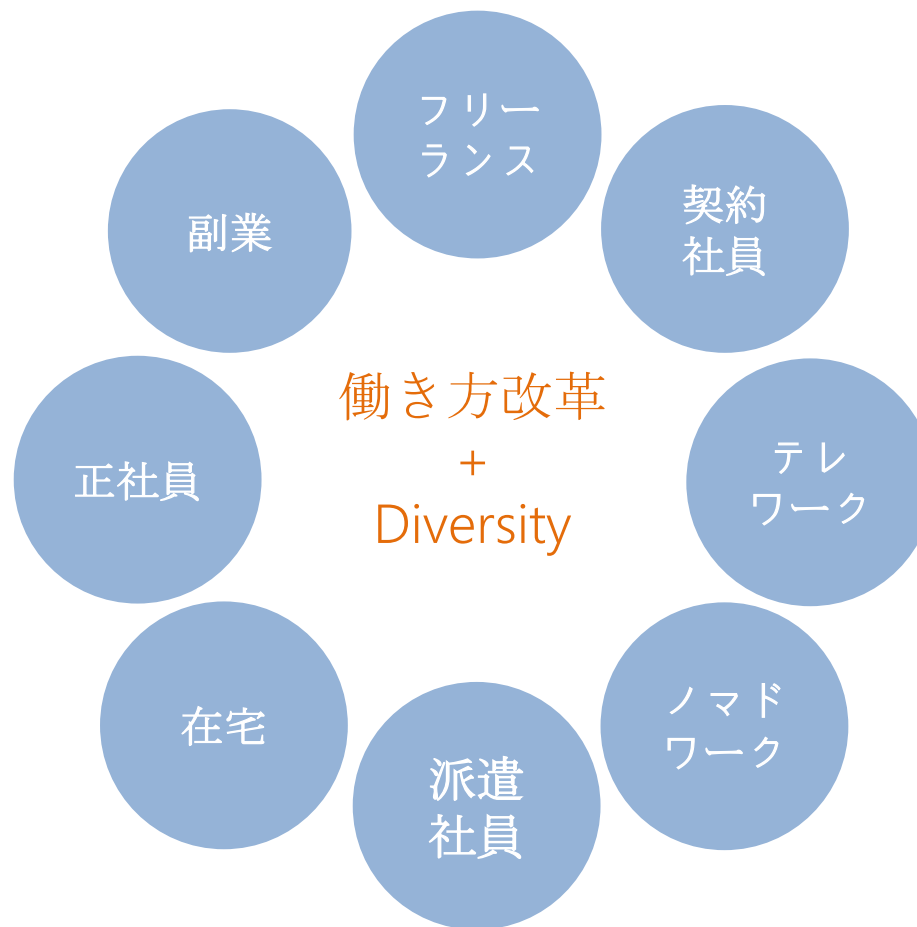 フリー
ランス
契約
社員
副業
働き方改革
+
Diversity
正社員
テレ
ワーク
在宅
ノマド
ワーク
派遣
社員